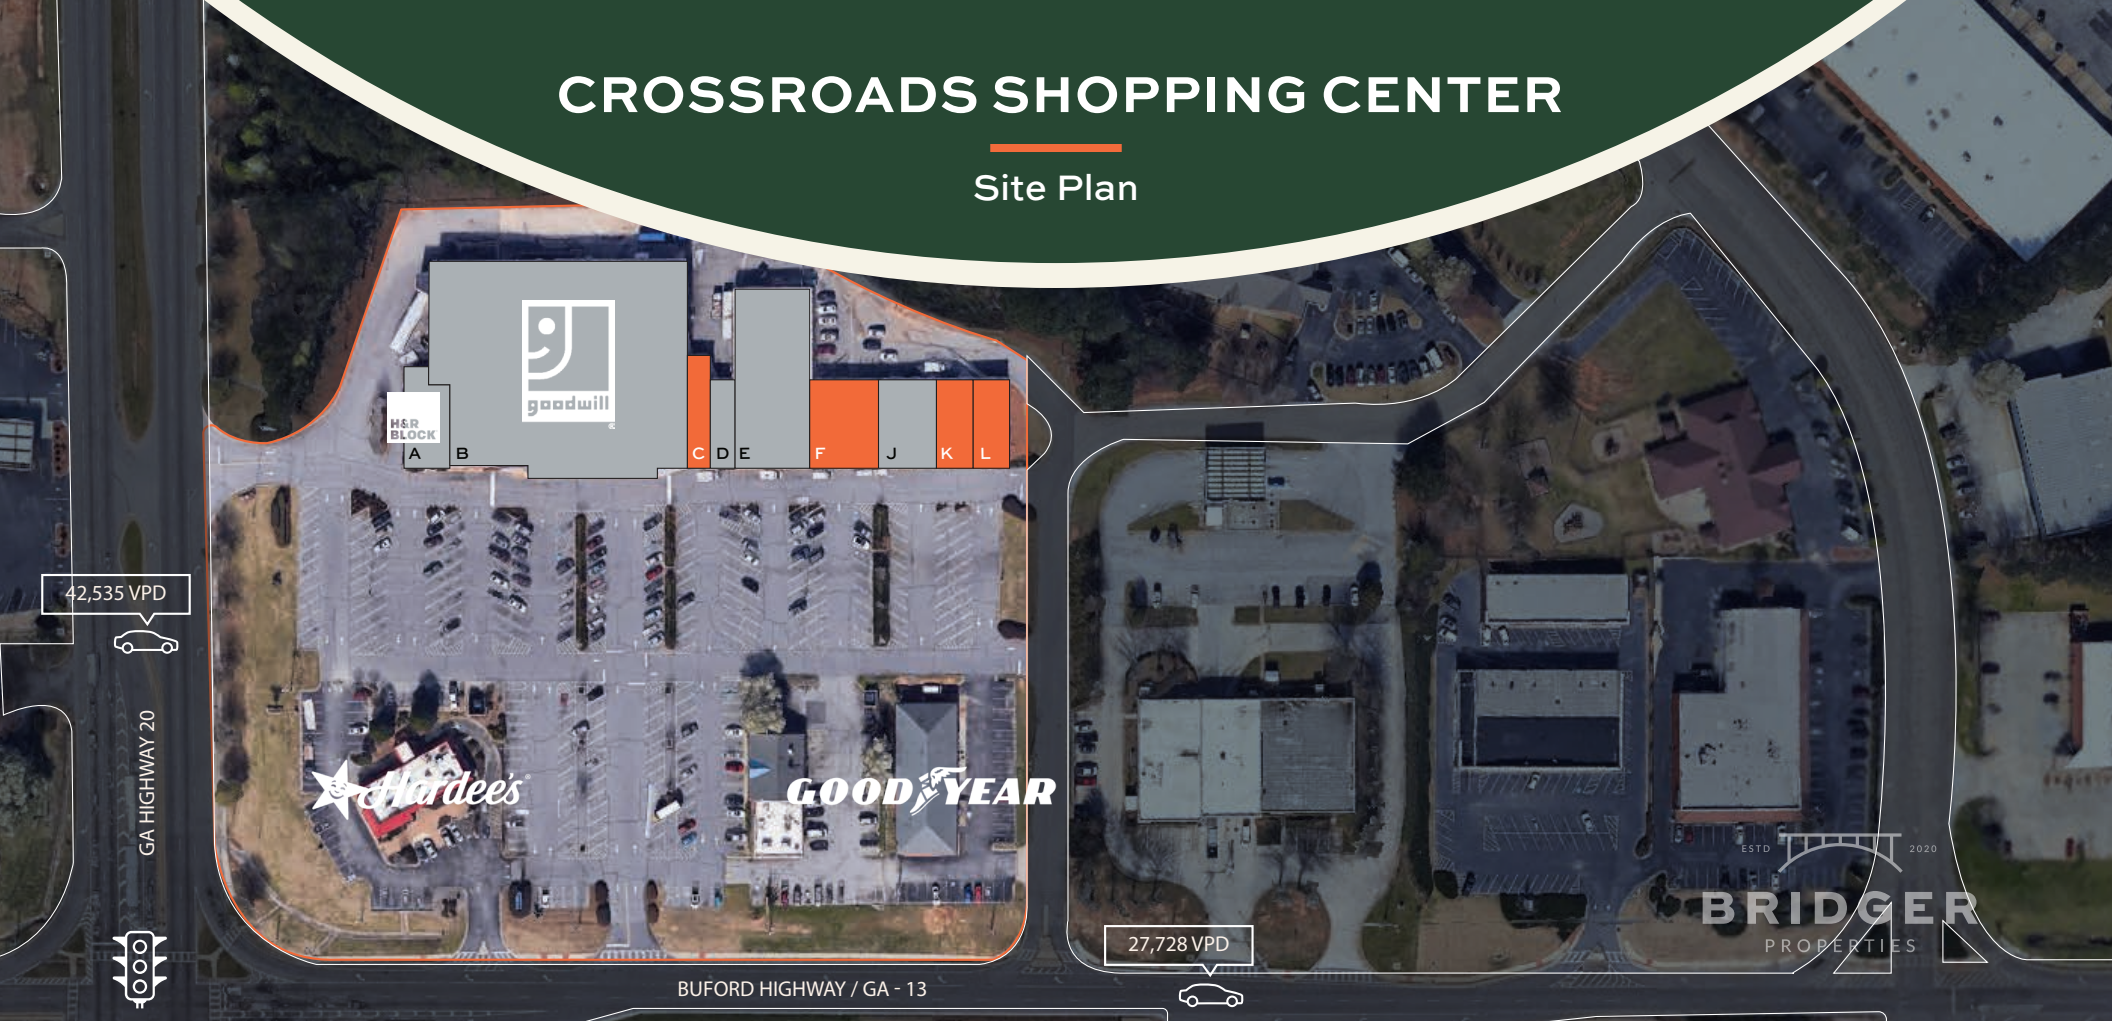 CROSSROADS SHOPPING CENTER
Site Plan
goodwill
®
H&R
BLOCK
A
B
C
D
E
F
J
K
L
42,535 VPD
GA HIGHWAY 20
Hardee's
GOODYEAR
ESTD
2020
BRIDGER
PROPERTIES
27,728 VPD
BUFORD HIGHWAY / GA - 13